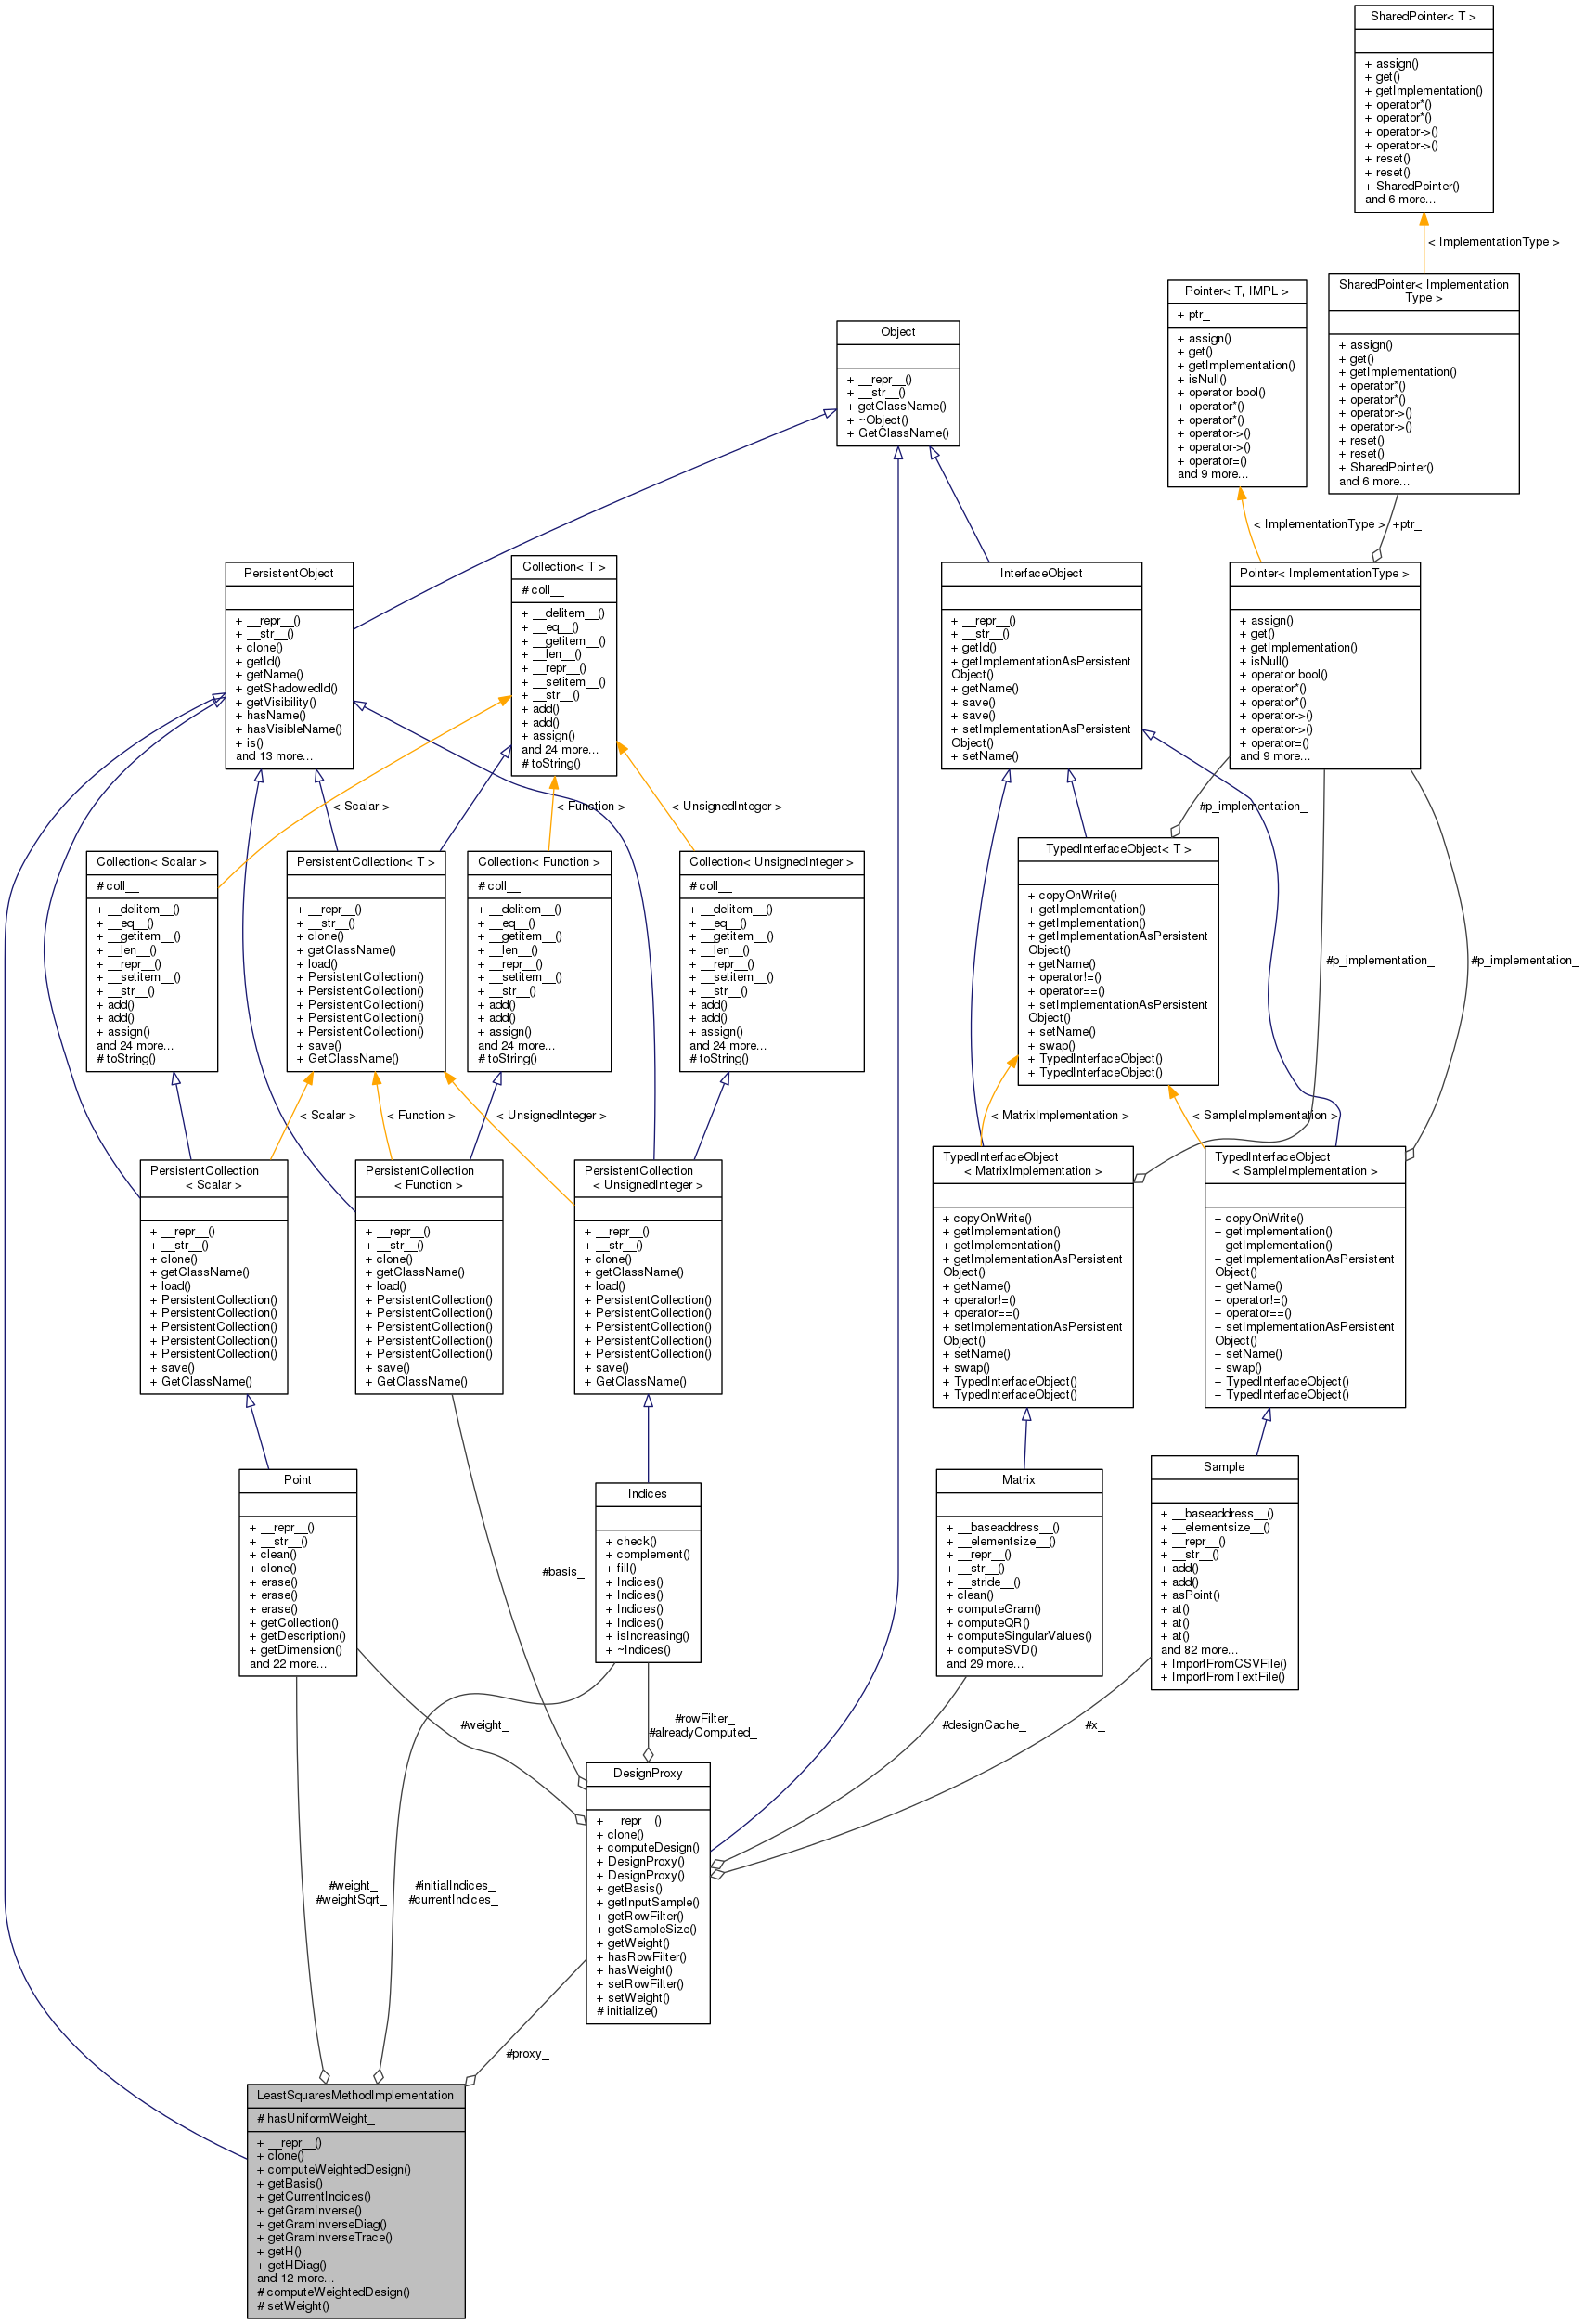 SharedPointer< T >
+ assign()
+ get()
+ getImplementation()
+ operator*()
+ operator*()
+ operator->()
+ operator->()
+ reset()
+ reset()
+ SharedPointer()
and 6 more...
< ImplementationType >
SharedPointer< Implementation
Type >
+ assign()
+ get()
+ getImplementation()
+ operator*()
+ operator*()
+ operator->()
+ operator->()
+ reset()
+ reset()
+ SharedPointer()
and 6 more...
Pointer< T, IMPL >
+ ptr_
+ assign()
+ get()
+ getImplementation()
+ isNull()
+ operator bool()
+ operator*()
+ operator*()
+ operator->()
+ operator->()
+ operator=()
and 9 more...
Object
+ __repr__()
+ __str__()
+ getClassName()
+ ~Object()
+ GetClassName()
< ImplementationType >
+ptr_
PersistentObject
+ __repr__()
+ __str__()
+ clone()
+ getId()
+ getName()
+ getShadowedId()
+ getVisibility()
+ hasName()
+ hasVisibleName()
+ is()
and 13 more...
Collection< T >
# coll__
+ __delitem__()
+ __eq__()
+ __getitem__()
+ __len__()
+ __repr__()
+ __setitem__()
+ __str__()
+ add()
+ add()
+ assign()
and 24 more...
# toString()
InterfaceObject
+ __repr__()
+ __str__()
+ getId()
+ getImplementationAsPersistent
Object()
+ getName()
+ save()
+ save()
+ setImplementationAsPersistent
Object()
+ setName()
Pointer< ImplementationType >
+ assign()
+ get()
+ getImplementation()
+ isNull()
+ operator bool()
+ operator*()
+ operator*()
+ operator->()
+ operator->()
+ operator=()
and 9 more...
< Scalar >
< Function >
< UnsignedInteger >
#p_implementation_
Collection< Scalar >
# coll__
+ __delitem__()
+ __eq__()
+ __getitem__()
+ __len__()
+ __repr__()
+ __setitem__()
+ __str__()
+ add()
+ add()
+ assign()
and 24 more...
# toString()
PersistentCollection< T >
+ __repr__()
+ __str__()
+ clone()
+ getClassName()
+ load()
+ PersistentCollection()
+ PersistentCollection()
+ PersistentCollection()
+ PersistentCollection()
+ PersistentCollection()
+ save()
+ GetClassName()
Collection< Function >
# coll__
+ __delitem__()
+ __eq__()
+ __getitem__()
+ __len__()
+ __repr__()
+ __setitem__()
+ __str__()
+ add()
+ add()
+ assign()
and 24 more...
# toString()
Collection< UnsignedInteger >
# coll__
+ __delitem__()
+ __eq__()
+ __getitem__()
+ __len__()
+ __repr__()
+ __setitem__()
+ __str__()
+ add()
+ add()
+ assign()
and 24 more...
# toString()
TypedInterfaceObject< T >
+ copyOnWrite()
+ getImplementation()
+ getImplementation()
+ getImplementationAsPersistent
Object()
+ getName()
+ operator!=()
+ operator==()
+ setImplementationAsPersistent
Object()
+ setName()
+ swap()
+ TypedInterfaceObject()
+ TypedInterfaceObject()
#p_implementation_
#p_implementation_
< Scalar >
< Function >
< UnsignedInteger >
< MatrixImplementation >
< SampleImplementation >
PersistentCollection
< Scalar >
+ __repr__()
+ __str__()
+ clone()
+ getClassName()
+ load()
+ PersistentCollection()
+ PersistentCollection()
+ PersistentCollection()
+ PersistentCollection()
+ PersistentCollection()
+ save()
+ GetClassName()
PersistentCollection
< Function >
+ __repr__()
+ __str__()
+ clone()
+ getClassName()
+ load()
+ PersistentCollection()
+ PersistentCollection()
+ PersistentCollection()
+ PersistentCollection()
+ PersistentCollection()
+ save()
+ GetClassName()
PersistentCollection
< UnsignedInteger >
+ __repr__()
+ __str__()
+ clone()
+ getClassName()
+ load()
+ PersistentCollection()
+ PersistentCollection()
+ PersistentCollection()
+ PersistentCollection()
+ PersistentCollection()
+ save()
+ GetClassName()
TypedInterfaceObject
< MatrixImplementation >
+ copyOnWrite()
+ getImplementation()
+ getImplementation()
+ getImplementationAsPersistent
Object()
+ getName()
+ operator!=()
+ operator==()
+ setImplementationAsPersistent
Object()
+ setName()
+ swap()
+ TypedInterfaceObject()
+ TypedInterfaceObject()
TypedInterfaceObject
< SampleImplementation >
+ copyOnWrite()
+ getImplementation()
+ getImplementation()
+ getImplementationAsPersistent
Object()
+ getName()
+ operator!=()
+ operator==()
+ setImplementationAsPersistent
Object()
+ setName()
+ swap()
+ TypedInterfaceObject()
+ TypedInterfaceObject()
Point
+ __repr__()
+ __str__()
+ clean()
+ clone()
+ erase()
+ erase()
+ erase()
+ getCollection()
+ getDescription()
+ getDimension()
and 22 more...
#basis_
Indices
+ check()
+ complement()
+ fill()
+ Indices()
+ Indices()
+ Indices()
+ Indices()
+ isIncreasing()
+ ~Indices()
Matrix
+ __baseaddress__()
+ __elementsize__()
+ __repr__()
+ __str__()
+ __stride__()
+ clean()
+ computeGram()
+ computeQR()
+ computeSingularValues()
+ computeSVD()
and 29 more...
Sample
+ __baseaddress__()
+ __elementsize__()
+ __repr__()
+ __str__()
+ add()
+ add()
+ asPoint()
+ at()
+ at()
+ at()
and 82 more...
+ ImportFromCSVFile()
+ ImportFromTextFile()
#weight_
#rowFilter_
#alreadyComputed_
#designCache_
#x_
DesignProxy
+ __repr__()
+ clone()
+ computeDesign()
+ DesignProxy()
+ DesignProxy()
+ getBasis()
+ getInputSample()
+ getRowFilter()
+ getSampleSize()
+ getWeight()
+ hasRowFilter()
+ hasWeight()
+ setRowFilter()
+ setWeight()
# initialize()
#weight_
#weightSqrt_
#initialIndices_
#currentIndices_
#proxy_
LeastSquaresMethodImplementation
# hasUniformWeight_
+ __repr__()
+ clone()
+ computeWeightedDesign()
+ getBasis()
+ getCurrentIndices()
+ getGramInverse()
+ getGramInverseDiag()
+ getGramInverseTrace()
+ getH()
+ getHDiag()
and 12 more...
# computeWeightedDesign()
# setWeight()